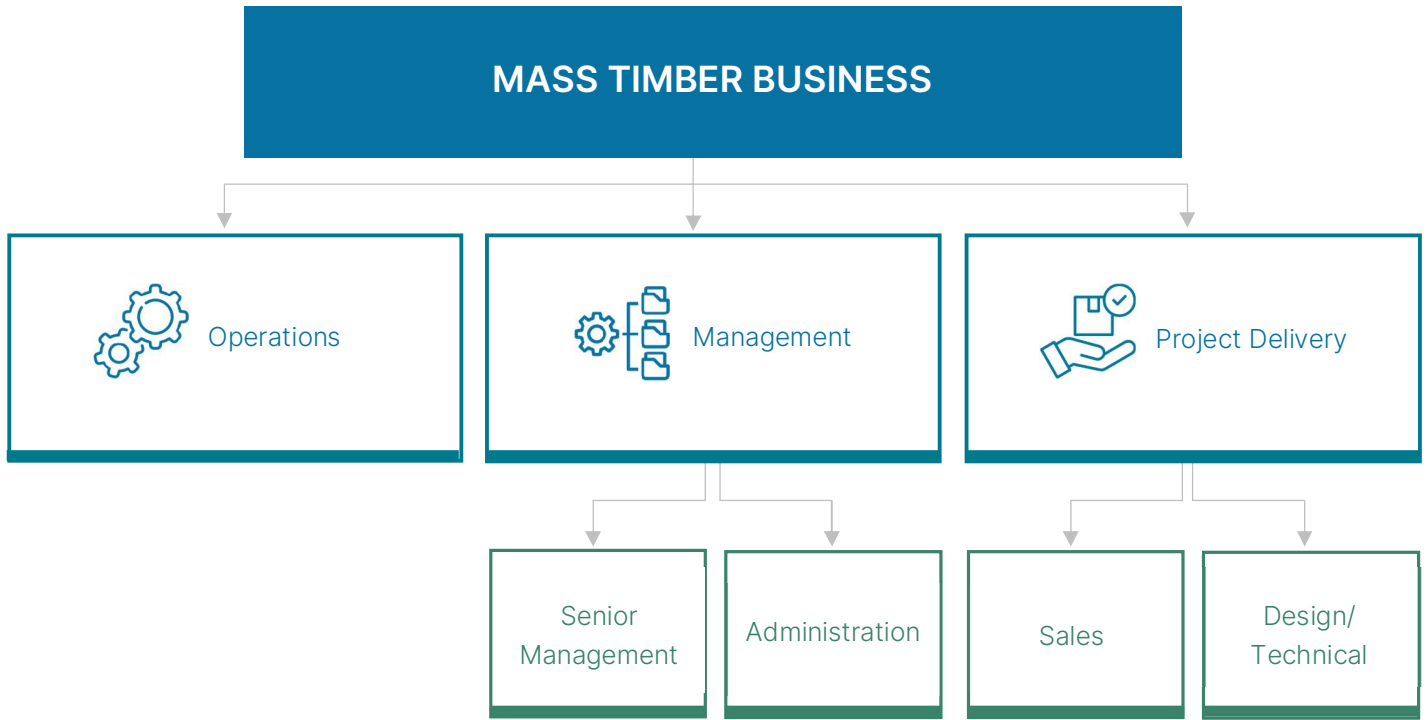 MASS TIMBER BUSINESS
Operations
Management
Project Delivery
Senior
Management
Administration
Sales
Design/
Technical